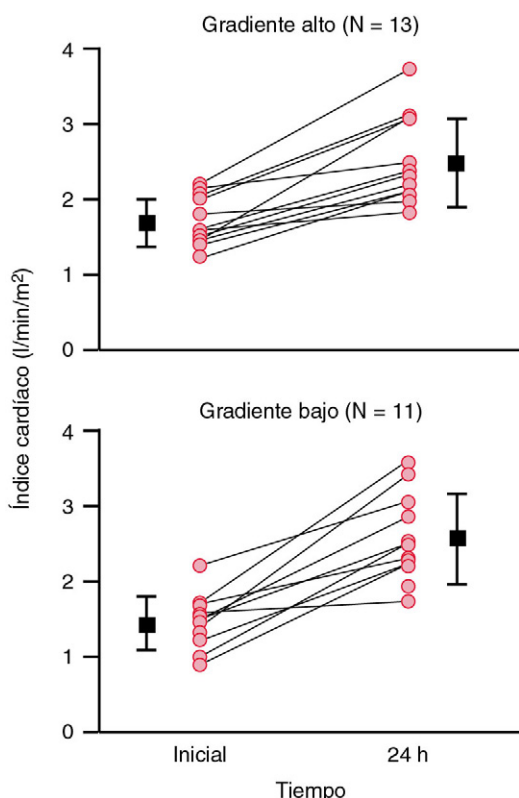 Gradiente alto (N = 13)
4
3
2
1
0
Índice cardíaco (l/min/m²)
Gradiente bajo (N = 11)
4
3
2
1
0
Inicial
24 h
Tiempo